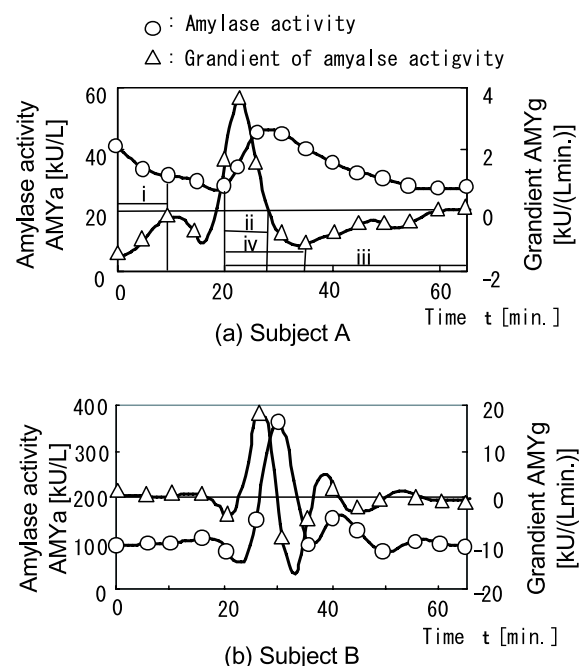 ○ : Amylase activity
△ : Grandient of amyalse actigvity
60
40
20
0
Amylase activity
AMYa [kU/L]
4
2
0
-2
Grandient AMYg
[kU/(Lmin.)]
i
ii
iv
iii
0 20 40 60
Time t [min.]
(a) Subject A
400
300
200
100
0
Amylase activity
AMYa [kU/L]
20
10
0
-10
-20
Grandient AMYg
[kU/(Lmin.)]
0 20 40 60
Time t [min.]
(b) Subject B